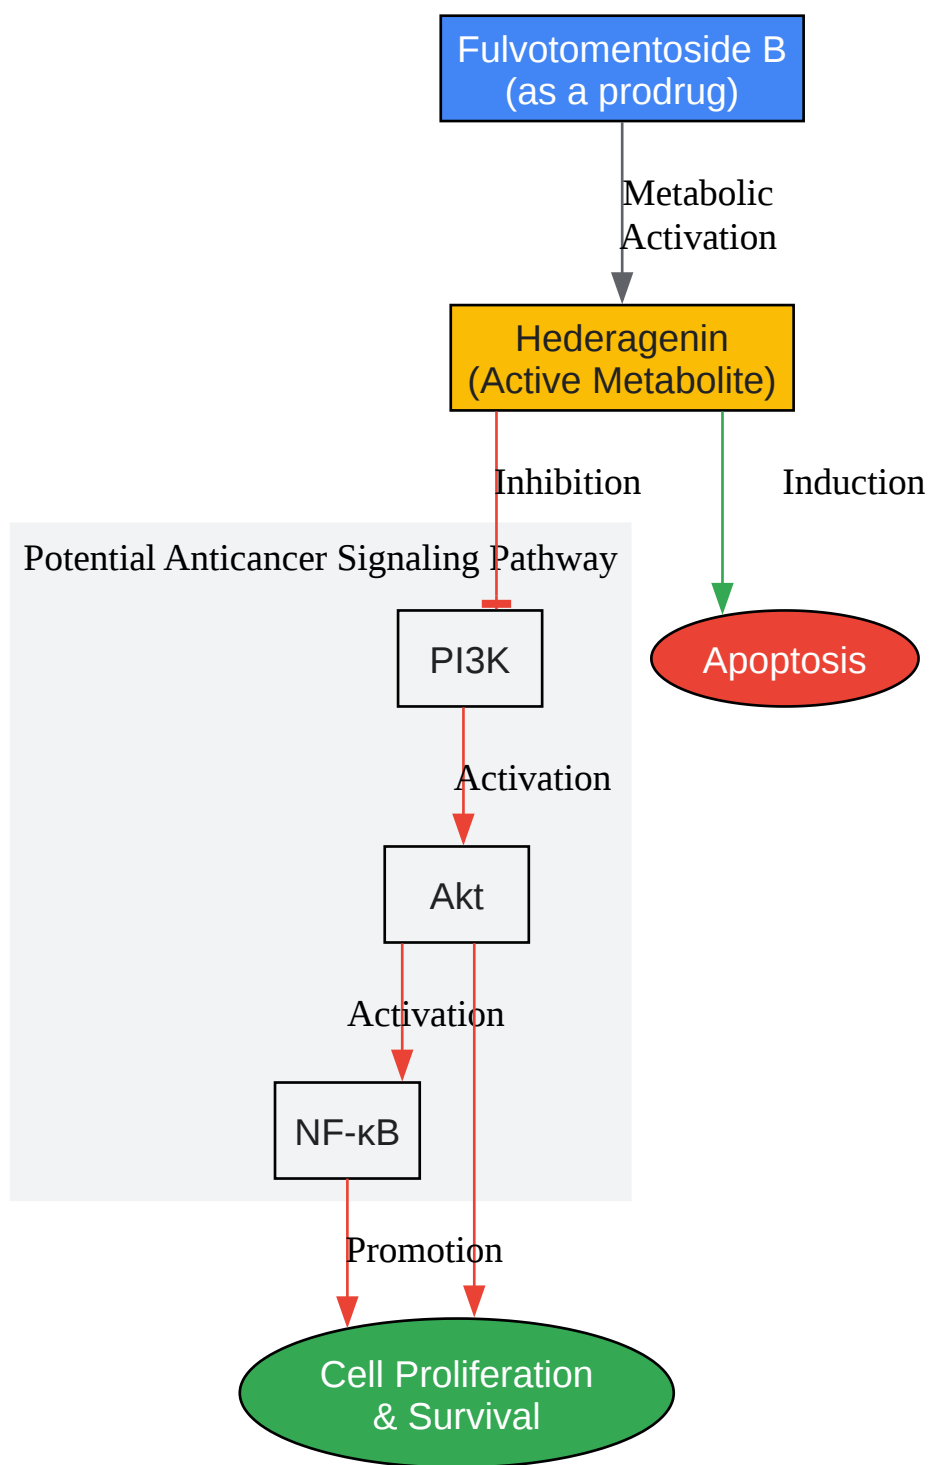 Fulvotomentoside B
(as a prodrug)
Metabolic
Activation
Hederagenin
(Active Metabolite)
Inhibition
Induction
Potential Anticancer Signaling Pathway
PI3K
Apoptosis
Activation
Akt
Activation
NF-κB
Promotion
Cell Proliferation
& Survival